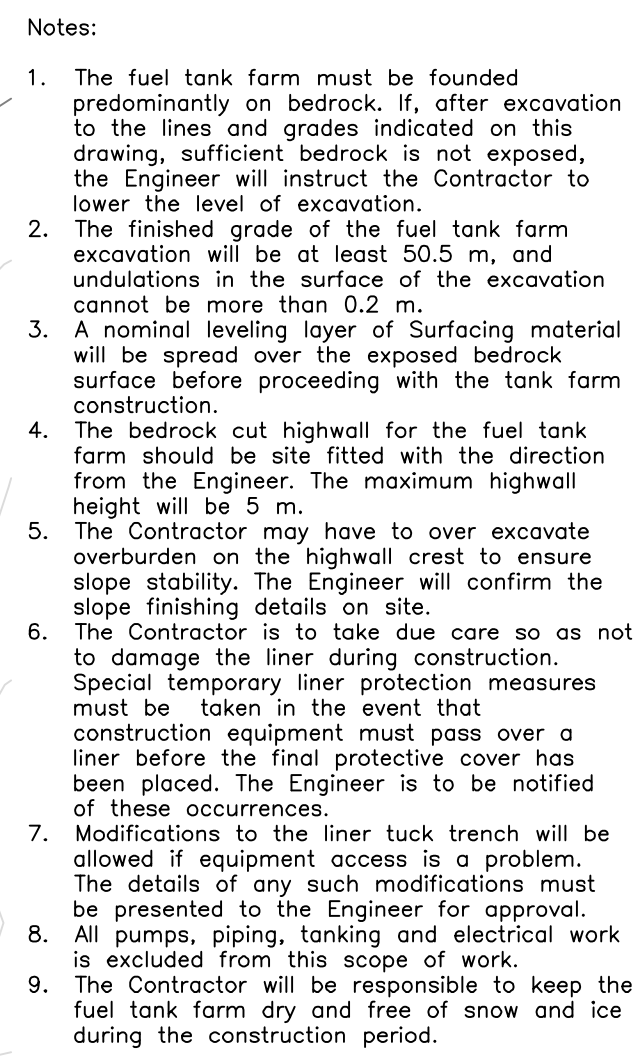 Notes:
1. The fuel tank farm must be founded
predominantly on bedrock. If, after excavation
to the lines and grades indicated on this
drawing, sufficient bedrock is not exposed,
the Engineer will instruct the Contractor to
lower the level of excavation.
2. The finished grade of the fuel tank farm
excavation will be at least 50.5 m, and
undulations in the surface of the excavation
cannot be more than 0.2 m.
3. A nominal leveling layer of Surfacing material
will be spread over the exposed bedrock
surface before proceeding with the tank farm
construction.
4. The bedrock cut highwall for the fuel tank
farm should be site fitted with the direction
from the Engineer. The maximum highwall
height will be 5 m.
5. The Contractor may have to over excavate
overburden on the highwall crest to ensure
slope stability. The Engineer will confirm the
slope finishing details on site.
6. The Contractor is to take due care so as not
to damage the liner during construction.
Special temporary liner protection measures
must be taken in the event that
construction equipment must pass over a
liner before the final protective cover has
been placed. The Engineer is to be notified
of these occurrences.
7. Modifications to the liner tuck trench will be
allowed if equipment access is a problem.
The details of any such modifications must
be presented to the Engineer for approval.
8. All pumps, piping, tanking and electrical work
is excluded from this scope of work.
9. The Contractor will be responsible to keep the
fuel tank farm dry and free of snow and ice
during the construction period.